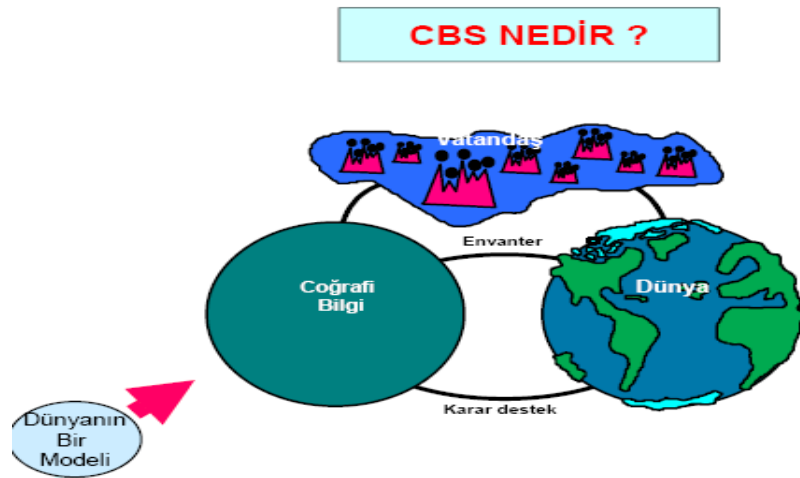 CBS NEDİR ?
Vatandaş
Envanter
Coğrafi
Bilgi
Dünya
Karar destek
Dünyanın
Bir
Modeli